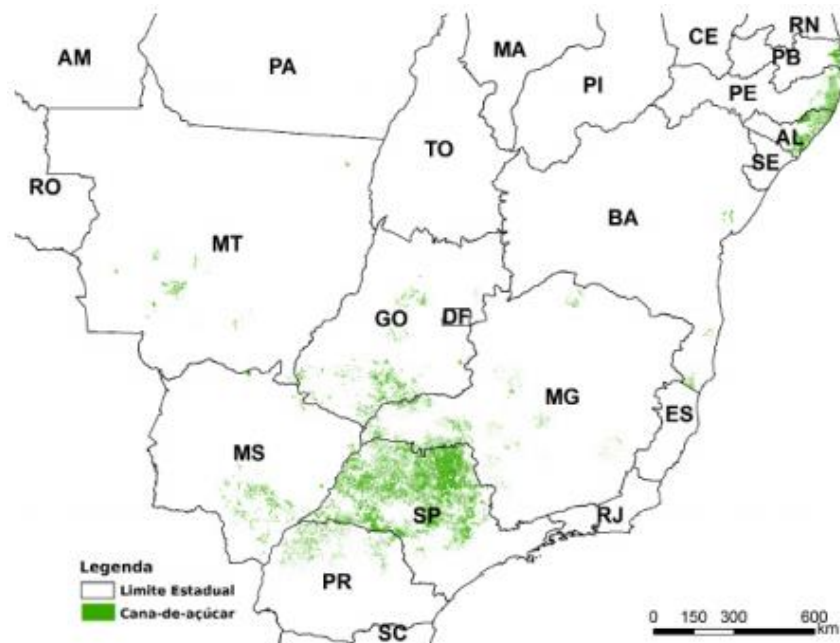 RN
CE
PB
MA
AM
PA
PI
PE
TO
AL
SE
RO
BA
MT
GO
DF
MG
ES
MS
SP
RJ
PR
SC
Legenda
Limite Estadual
Cana-de-açúcar
0 150 300 600
km